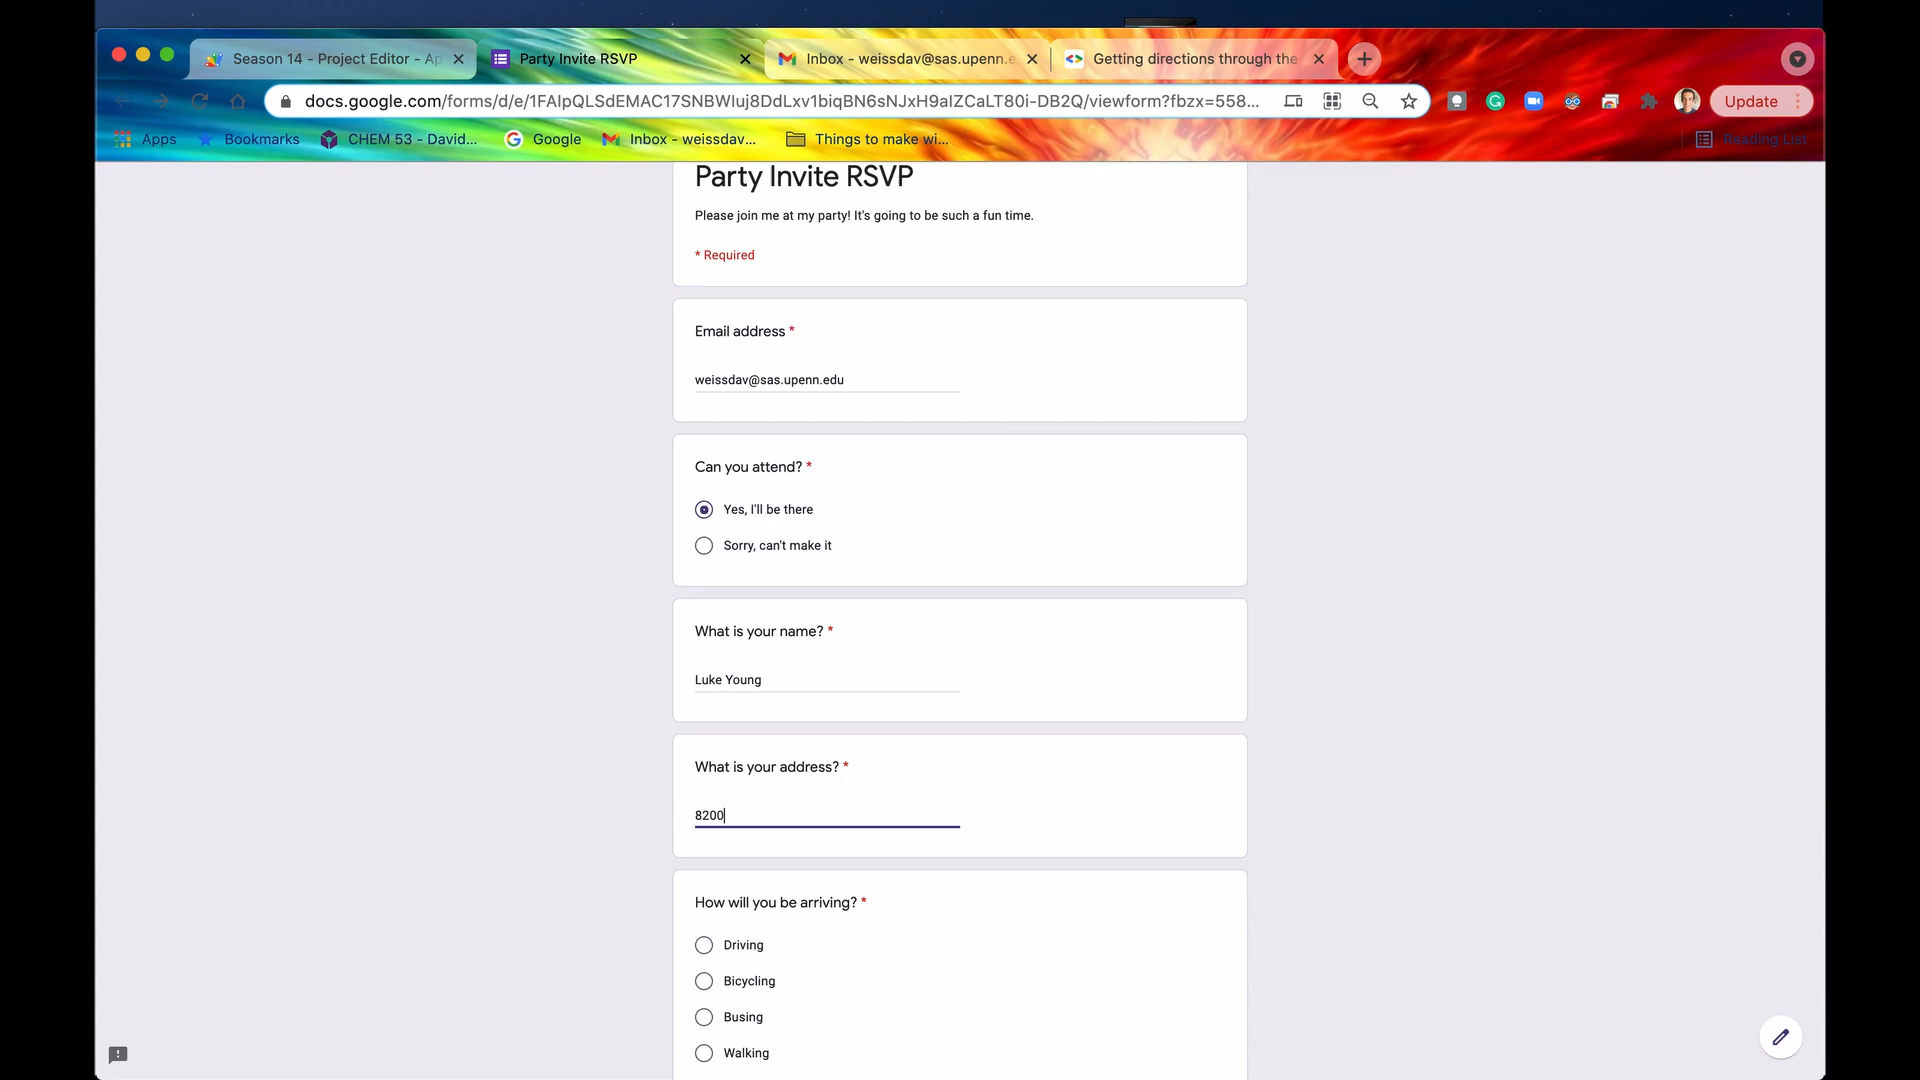 Season 14 - Project Editor - Ap
Party Invite RSVP
Inbox - weissdav@sas.upenn.e
Getting directions through the
docs.google.com/forms/d/e/1FAIpQLSdEMAC17SNBWluj8DdLxv1biqBN6sNJxH9alZCaLT80i-DB2Q/viewform?fbzx=558...
Update
Apps
Bookmarks
CHEM 53 - David...
Google
Inbox - weissdav...
Things to make wi...
Reading List
Party Invite RSVP
Please join me at my party! It's going to be such a fun time.
* Required
Email address *
weissdav@sas.upenn.edu
Can you attend? *
Yes, I'll be there
Sorry, can't make it
What is your name? *
Luke Young
What is your address? *
8200
How will you be arriving? *
Driving
Bicycling
Busing
Walking